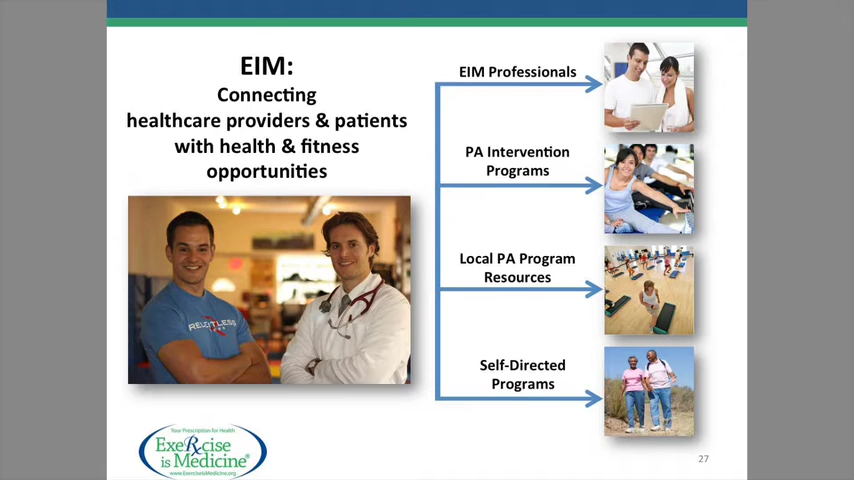 EIM:
Connecting
healthcare providers & patients
with health & fitness
opportunities
EIM Professionals
PA Intervention
Programs
Local PA Program
Resources
Self-Directed
Programs
RELENTLESS
Your Prescription for Health
ExeRcise
is Medicine®
www.ExerciseisMedicine.org
27